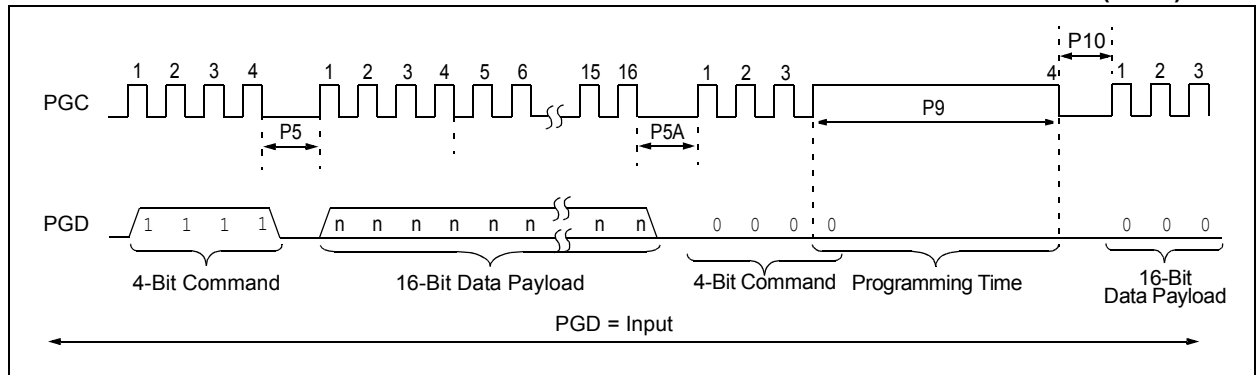 P10
1 2 3 4 1 2 3 4 5 6 15 16 1 2 3 4 1 2 3
PGC
P5 P5A P9
PGD 1 1 1 1 n n n n n n n n 0 0 0 0 0 0 0
4-Bit Command 16-Bit Data Payload 4-Bit Command Programming Time 16-Bit
Data Payload
PGD = Input